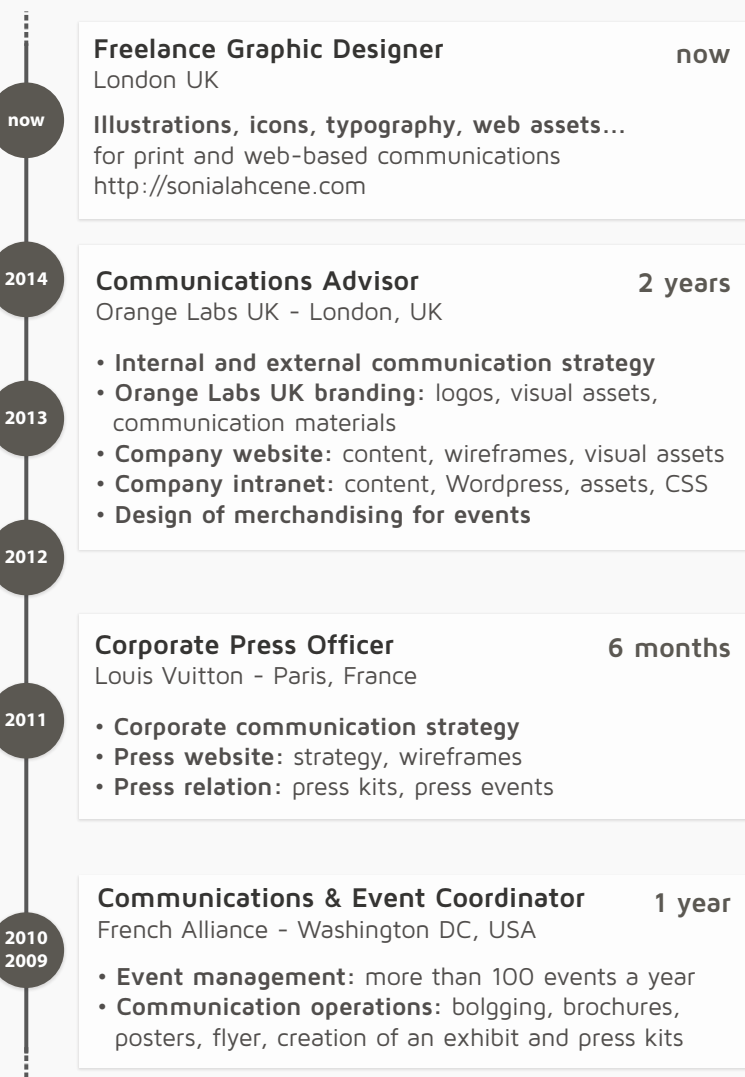 now
Freelance Graphic Designer
now
London UK
Illustrations, icons, typography, web assets...
for print and web-based communications
http://sonialahcene.com
2014
Communications Advisor
2 years
Orange Labs UK - London, UK
• Internal and external communication strategy
• Orange Labs UK branding: logos, visual assets,
communication materials
• Company website: content, wireframes, visual assets
• Company intranet: content, Wordpress, assets, CSS
• Design of merchandising for events
2013
2012
Corporate Press Officer
6 months
Louis Vuitton - Paris, France
• Corporate communication strategy
• Press website: strategy, wireframes
• Press relation: press kits, press events
2011
Communications & Event Coordinator
1 year
French Alliance - Washington DC, USA
• Event management: more than 100 events a year
• Communication operations: bolgging, brochures,
posters, flyer, creation of an exhibit and press kits
2010
2009